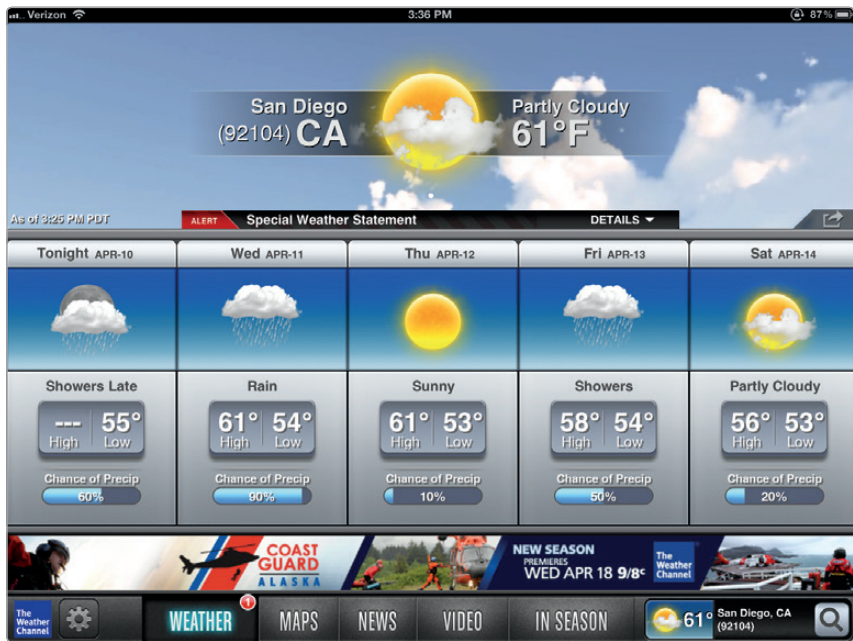 Verizon 3:36 PM 87%
San Diego
(92104) CA
Partly Cloudy
61°F
As of 3:25 PM PDT
ALERT Special Weather Statement DETAILS
Tonight APR-10
Showers Late
--- 55°
High Low
Chance of Precip
60%
Wed APR-11
Rain
61° 54°
High Low
Chance of Precip
90%
Thu APR-12
Sunny
61° 53°
High Low
Chance of Precip
10%
Fri APR-13
Showers
58° 54°
High Low
Chance of Precip
50%
Sat APR-14
Partly Cloudy
56° 53°
High Low
Chance of Precip
20%
COAST
GUARD
ALASKA
NEW SEASON
PREMIERES
WED APR 18 9/8c
The
Weather
Channel
The
Weather
Channel
WEATHER 1 MAPS NEWS VIDEO IN SEASON
61° San Diego, CA
(92104)